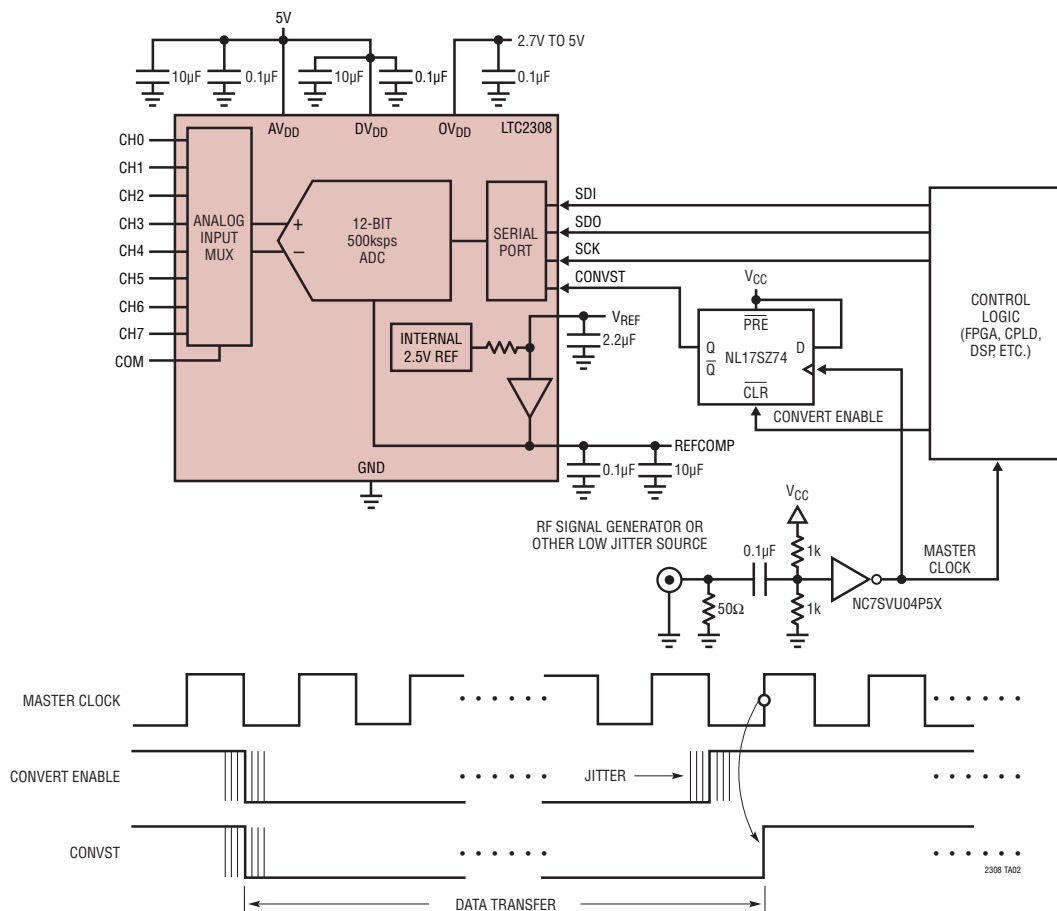 5V
2.7V TO 5V
10µF
0.1µF
10µF
0.1µF
0.1µF
AVDD
DVDD
OVDD
LTC2308
CH0
CH1
CH2
CH3
CH4
CH5
CH6
CH7
COM
ANALOG
INPUT
MUX
+
–
12-BIT
500ksps
ADC
SERIAL
PORT
SDI
SDO
SCK
CONVST
INTERNAL
2.5V REF
VREF
2.2µF
REFCOMP
0.1µF
10µF
GND
VCC
PRE
Q
D
NL17SZ74
Q
CLR
CONVERT ENABLE
CONTROL
LOGIC
(FPGA, CPLD,
DSP, ETC.)
RF SIGNAL GENERATOR OR
OTHER LOW JITTER SOURCE
VCC
0.1µF
1k
50Ω
1k
NC7SVU04P5X
MASTER
CLOCK
MASTER CLOCK
CONVERT ENABLE
JITTER
CONVST
2308 TA02
DATA TRANSFER